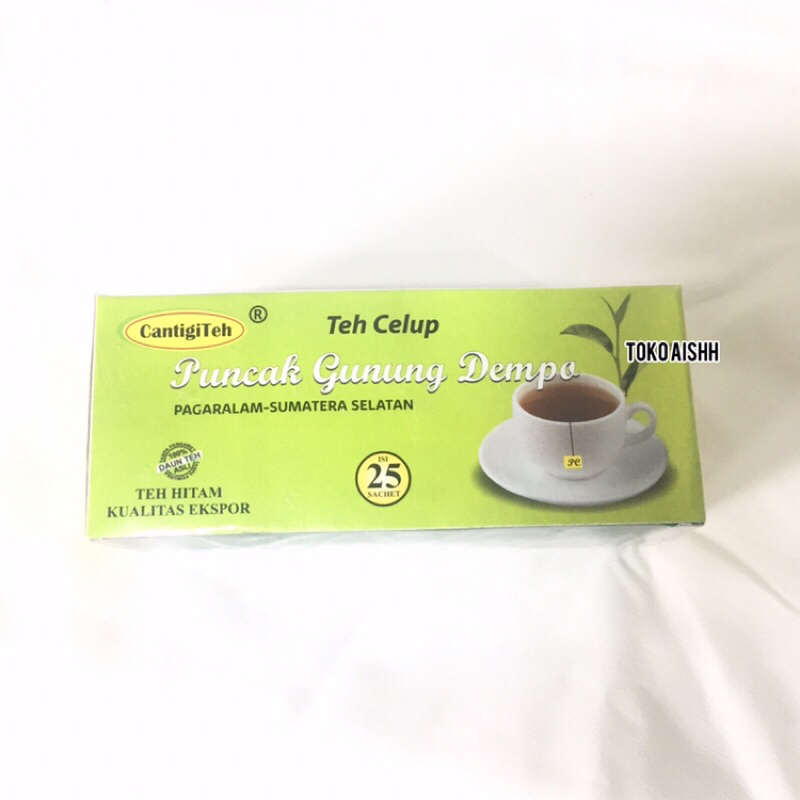 CantigiTeh ®
Teh Celup
Puncak Gunung Dempo
PAGARALAM-SUMATERA SELATAN
TOKO AISHH
100%
DAUN TEH
ASLI
TEH HITAM
KUALITAS EKSPOR
ISI
25
SACHET
PC